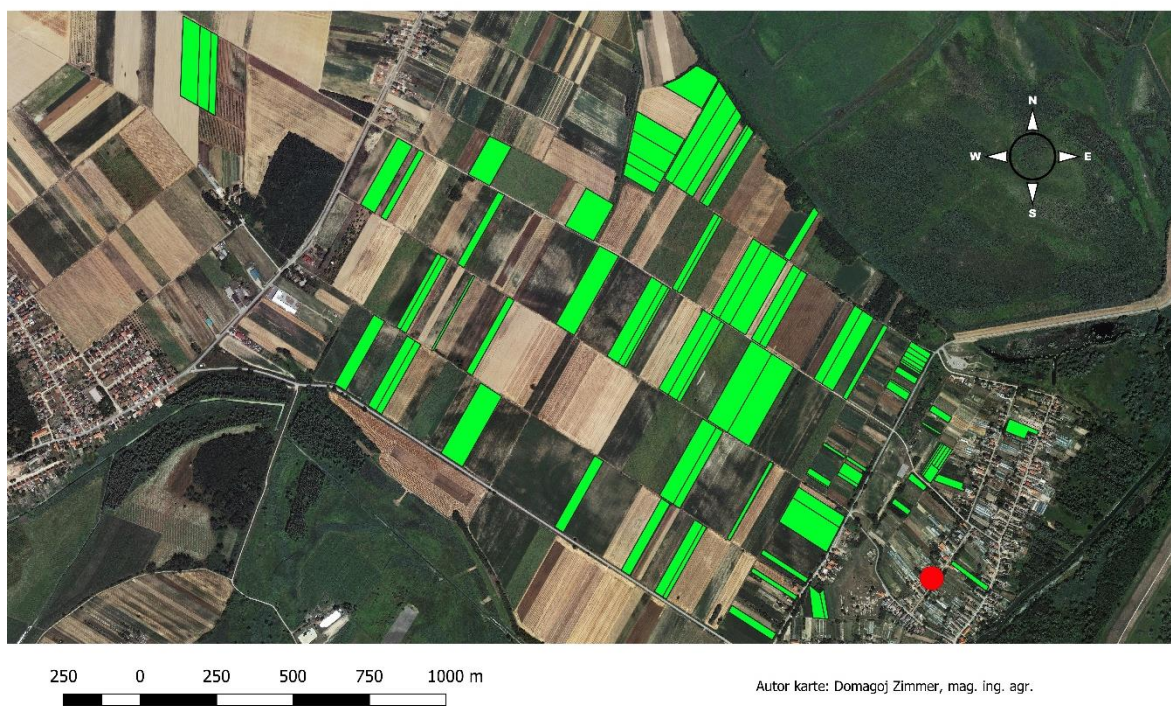 N
W E
S
250 0 250 500 750 1000 m
Autor karte: Domagoj Zimmer, mag. ing. agr.